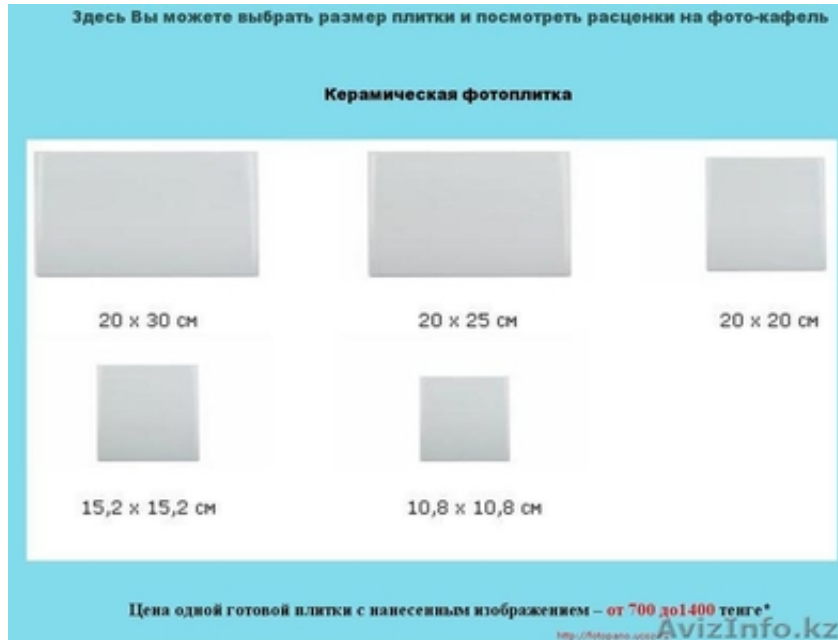 Здесь Вы можете выбрать размер плитки и посмотреть расценки на фото-кафель
Керамическая фотоплитка
20 х 30 см
20 х 25 см
20 х 20 см
15,2 х 15,2 см
10,8 х 10,8 см
Цена одной готовой плитки с нанесенным изображением – от 700 до1400 тенге*
AvizInfo.kz